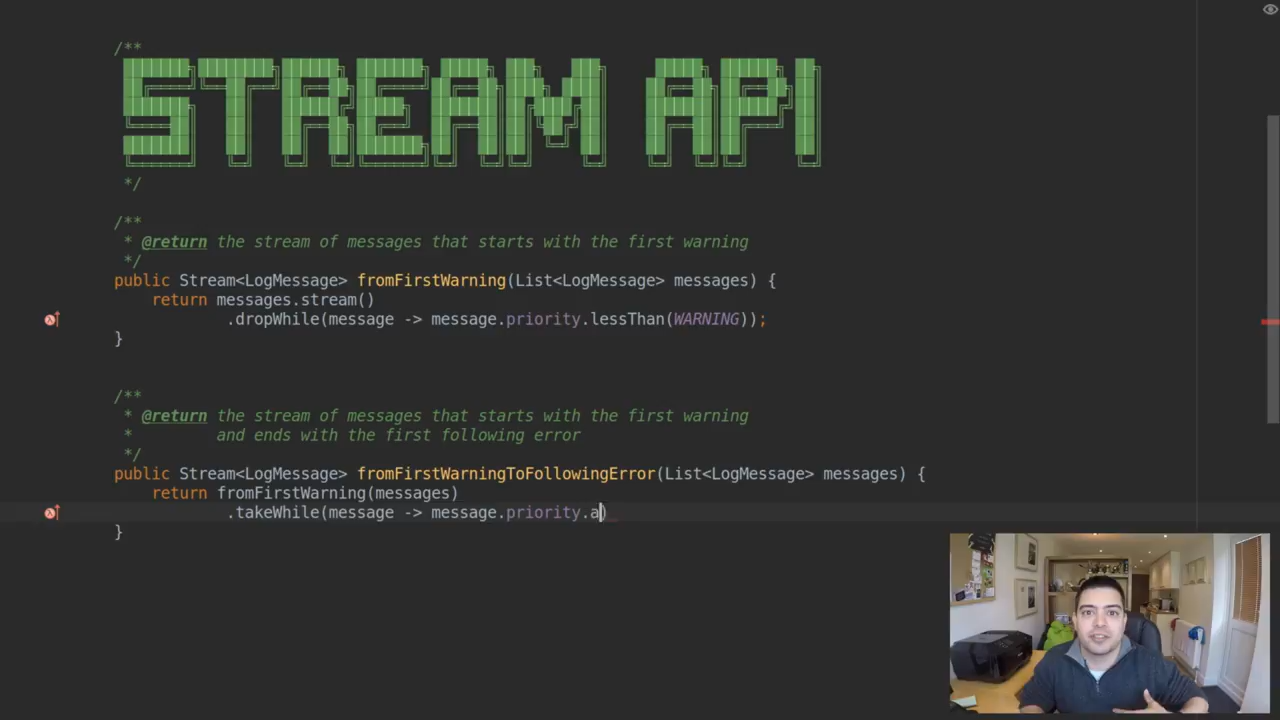 /**
STREAM API
*/
/**
* @return the stream of messages that starts with the first warning
*/
public Stream<LogMessage> fromFirstWarning(List<LogMessage> messages) {
return messages.stream()
.dropWhile(message -> message.priority.lessThan(WARNING));
}
/**
* @return the stream of messages that starts with the first warning
* and ends with the first following error
*/
public Stream<LogMessage> fromFirstWarningToFollowingError(List<LogMessage> messages) {
return fromFirstWarning(messages)
.takeWhile(message -> message.priority.a)
}